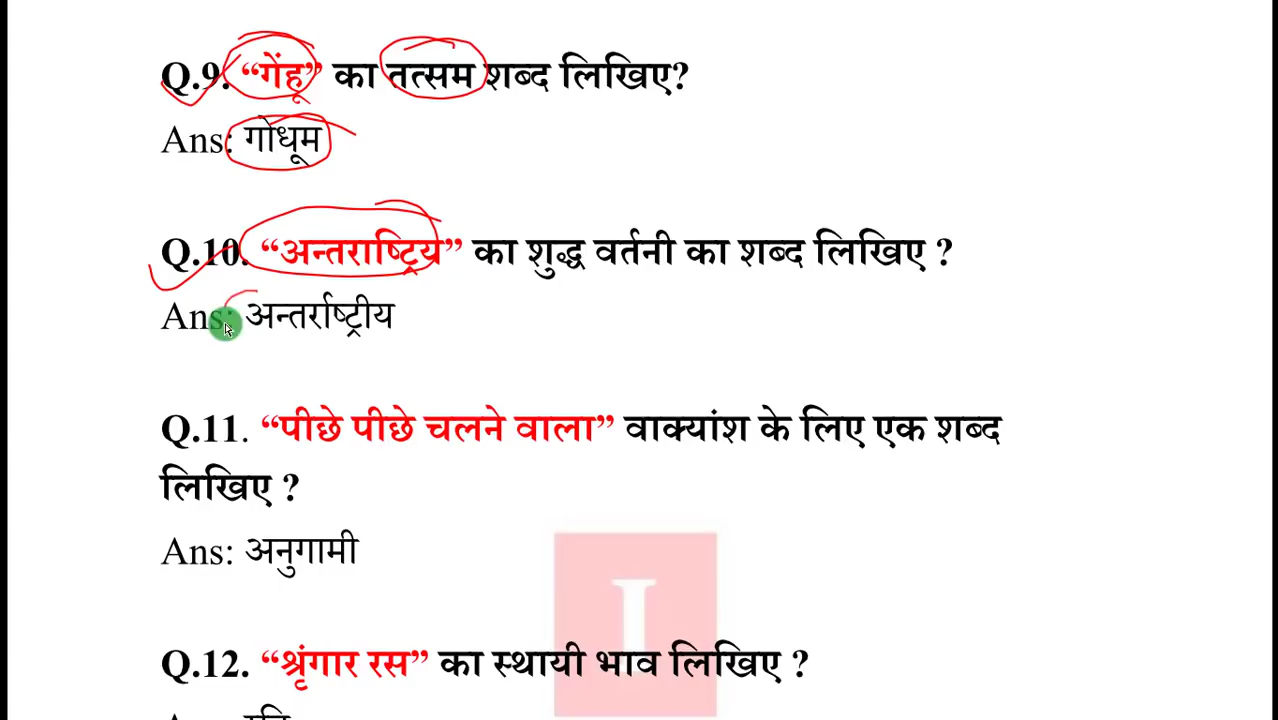 Q.9. “गेंहू” का तत्सम शब्द लिखिए?
Ans: गोधूम
Q.10. “अन्तराष्ट्रिय” का शुद्ध वर्तनी का शब्द लिखिए ?
Ans: अन्तर्राष्ट्रीय
Q.11. “पीछे पीछे चलने वाला” वाक्यांश के लिए एक शब्द
लिखिए ?
Ans: अनुगामी
Q.12. “श्रृंगार रस” का स्थायी भाव लिखिए ?